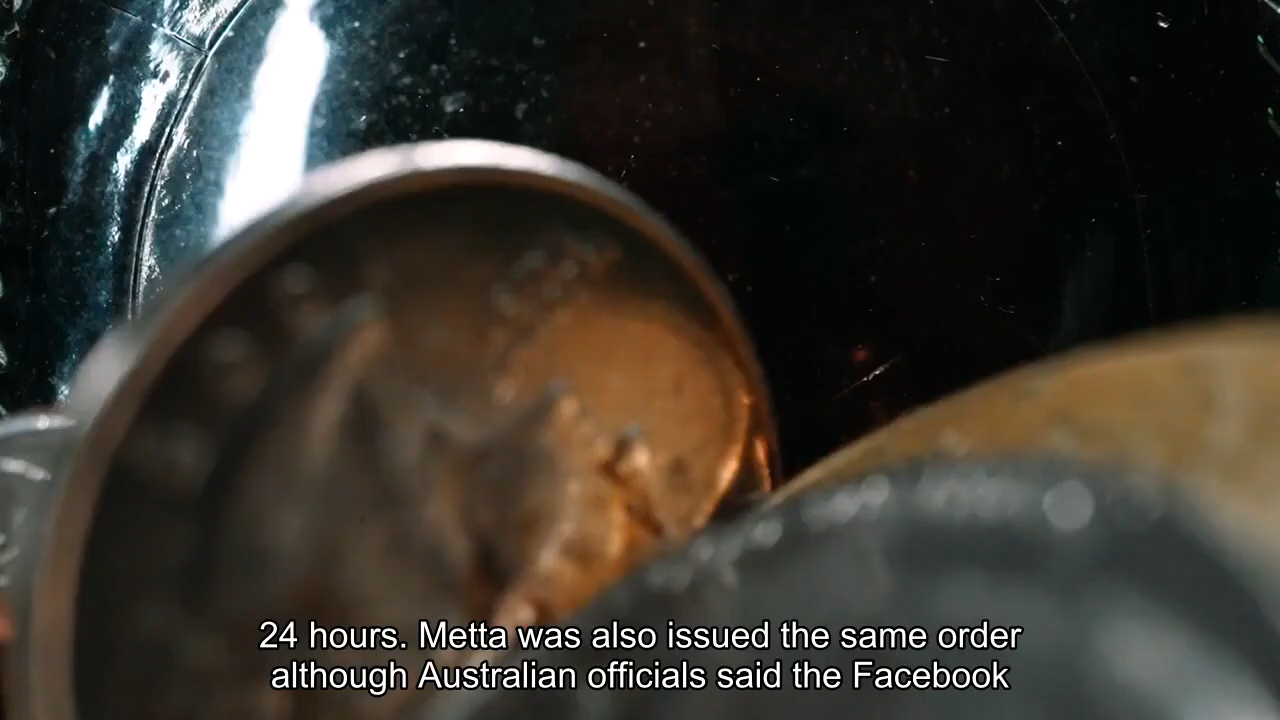 24 hours. Metta was also issued the same order
although Australian officials said the Facebook